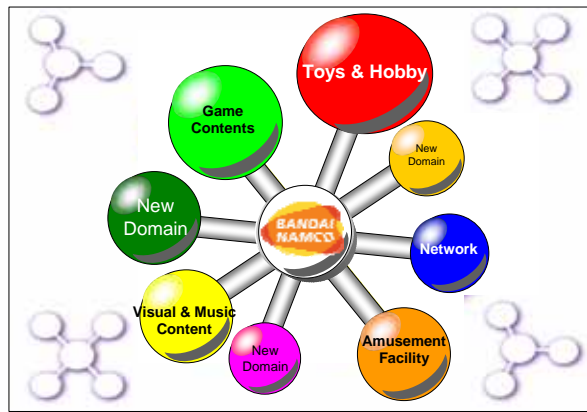 Toys & Hobby
Game
Contents
New
Domain
New
Domain
BANDAI
NAMCO
Network
Visual & Music
Content
New
Domain
Amusement
Facility